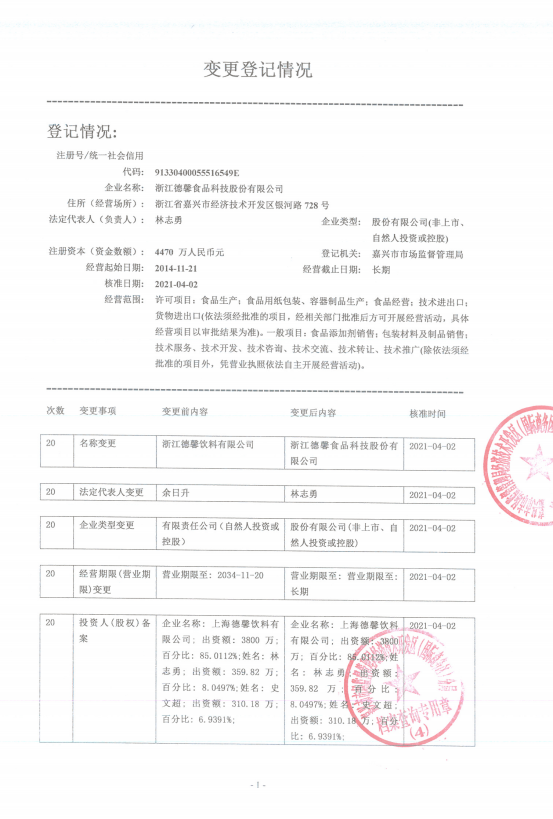 变更登记情况
登记情况:
注册号/统一社会信用
代码: 91330400055516549E
企业名称: 浙江德馨食品科技股份有限公司
住所（经营场所）: 浙江省嘉兴市经济技术开发区银河路 728 号
法定代表人（负责人）: 林志勇 企业类型: 股份有限公司(非上市、
自然人投资或控股)
注册资本（资金数额）: 4470 万人民币元 登记机关: 嘉兴市市场监督管理局
经营起始日期: 2014-11-21 经营截止日期: 长期
核准日期: 2021-04-02
经营范围: 许可项目: 食品生产; 食品用纸包装、容器制品生产; 食品经营; 技术进出口;
货物进出口(依法须经批准的项目, 经相关部门批准后方可开展经营活动, 具体
经营项目以审批结果为准)。一般项目: 食品添加剂销售; 包装材料及制品销售;
技术服务、技术开发、技术咨询、技术交流、技术转让、技术推广(除依法须经
批准的项目外, 凭营业执照依法自主开展经营活动)。
次数 变更事项 变更前内容 变更后内容 核准时间
20 名称变更 浙江德馨饮料有限公司 浙江德馨食品科技股份有 2021-04-02
限公司
20 法定代表人变更 余日升 林志勇 2021-04-02
20 企业类型变更 有限责任公司（自然人投资或 股份有限公司(非上市、自 2021-04-02
控股） 然人投资或控股)
20 经营期限(营业期 营业期限至: 2034-11-20 营业期限至: 营业期限至: 2021-04-02
限)变更 长期
20 投资人(股权)备 企业名称: 上海德馨饮料有 企业名称: 上海德馨饮料 2021-04-02
案 限公司; 出资额: 3800 万; 有限公司; 出资额: 3800
百分比: 85.0112%;姓名: 林 万; 百分比: 85.0112%;姓
志勇; 出资额: 359.82 万; 名: 林志勇; 出资额:
百分比: 8.0497%;姓名: 史 359.82 万; 百分比:
文超; 出资额: 310.18 万; 8.0497%;姓名: 史文超;
百分比: 6.9391%; 出资额: 310.18 万; 百分
比: 6.9391%;
档案查询专用章
(4)
- 1 -